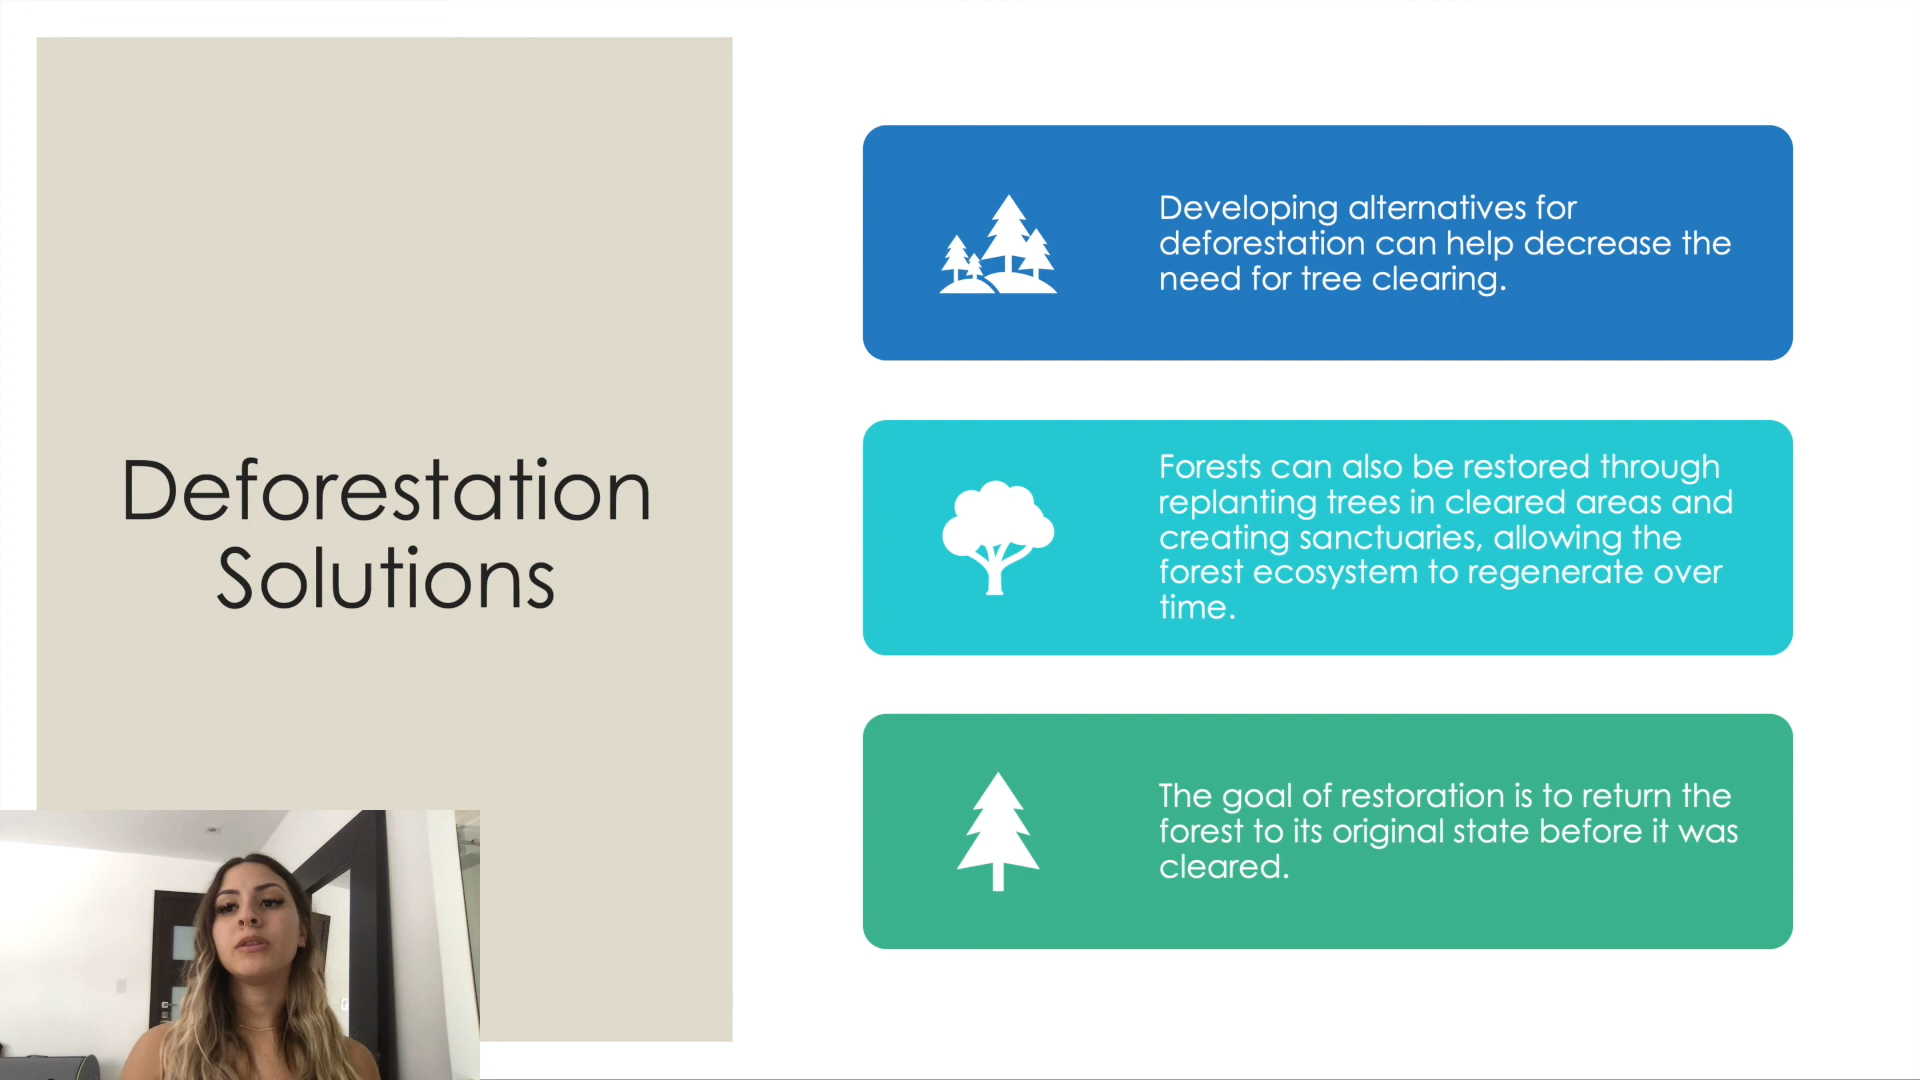 Deforestation
Solutions
Developing alternatives for
deforestation can help decrease the
need for tree clearing.
Forests can also be restored through
replanting trees in cleared areas and
creating sanctuaries, allowing the
forest ecosystem to regenerate over
time.
The goal of restoration is to return the
forest to its original state before it was
cleared.